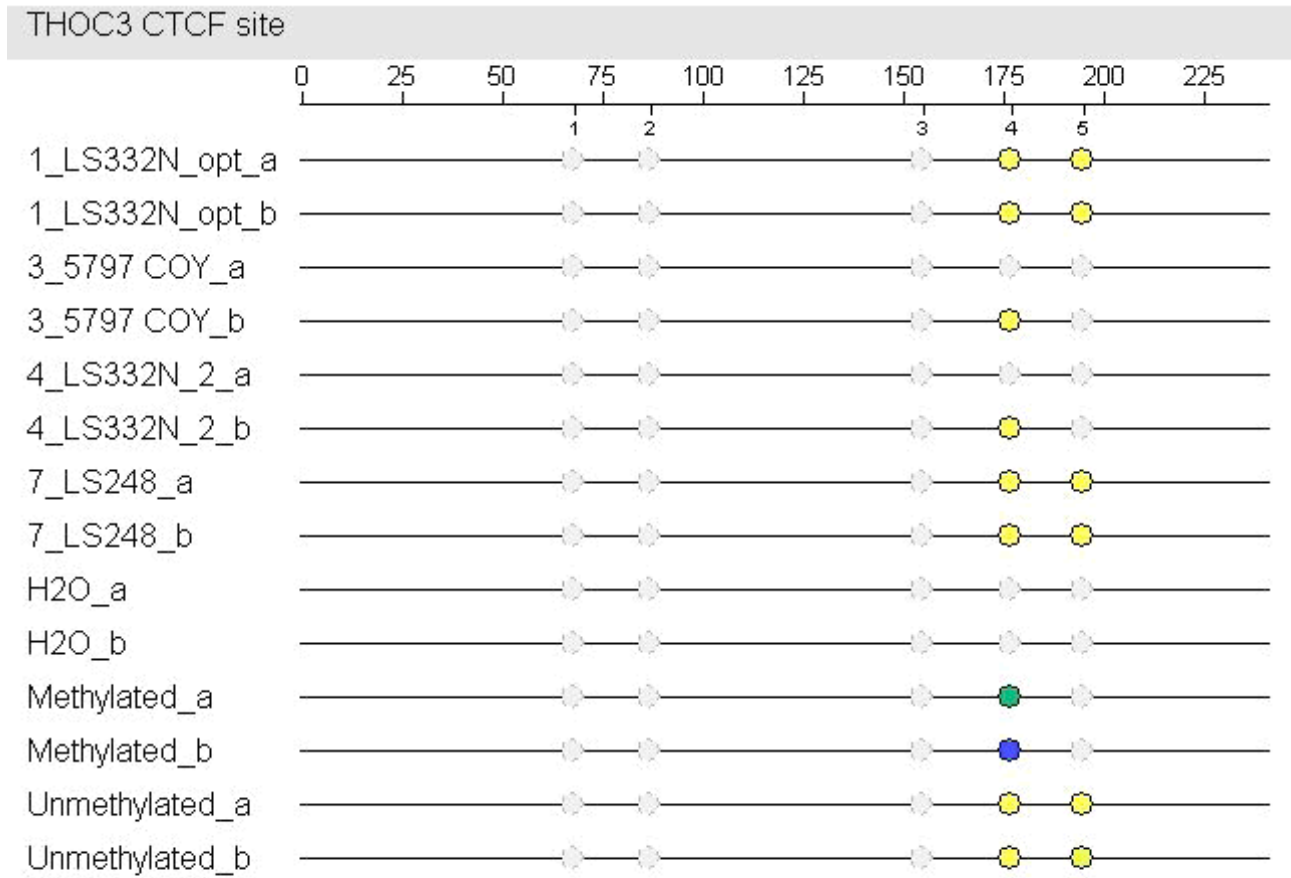 THOC3 CTCF site
0 25 50 75 100 125 150 175 200 225
1 2 3 4 5
1_LS332N_opt_a
1_LS332N_opt_b
3_5797 COY_a
3_5797 COY_b
4_LS332N_2_a
4_LS332N_2_b
7_LS248_a
7_LS248_b
H2O_a
H2O_b
Methylated_a
Methylated_b
Unmethylated_a
Unmethylated_b